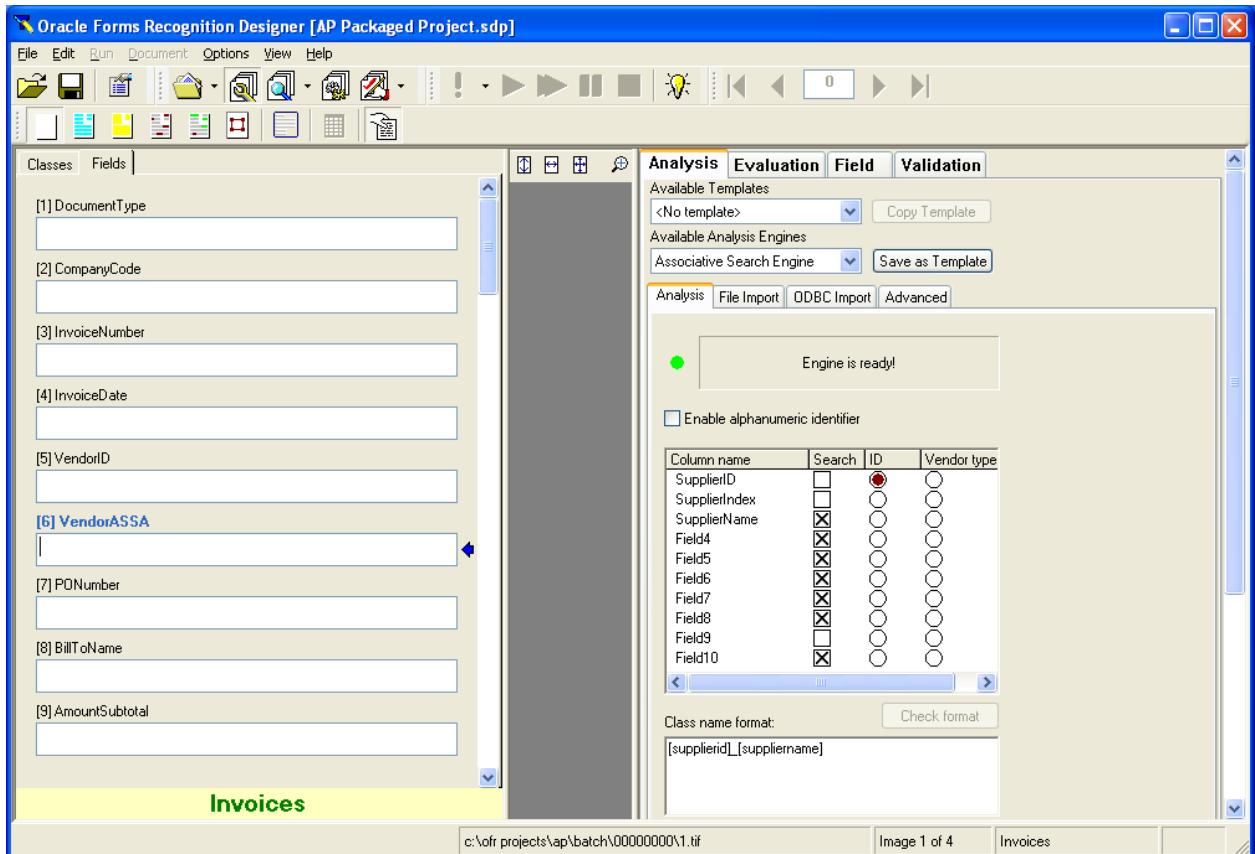 Oracle Forms Recognition Designer [AP Packaged Project.sdp]
File Edit Run Document Options View Help
0
Classes Fields
[1] DocumentType
[2] CompanyCode
[3] InvoiceNumber
[4] InvoiceDate
[5] VendorID
[6] VendorASSA
[7] PONumber
[8] BillToName
[9] AmountSubtotal
Invoices
Analysis Evaluation Field Validation
Available Templates
<No template> Copy Template
Available Analysis Engines
Associative Search Engine Save as Template
Analysis File Import ODBC Import Advanced
Engine is ready!
Enable alphanumeric identifier
Column name Search ID Vendor type
SupplierID
SupplierIndex
SupplierName
Field4
Field5
Field6
Field7
Field8
Field9
Field10
Class name format: Check format
[supplierid]_[suppliername]
c:\ofr projects\ap\batch\00000000\1.tif Image 1 of 4 Invoices